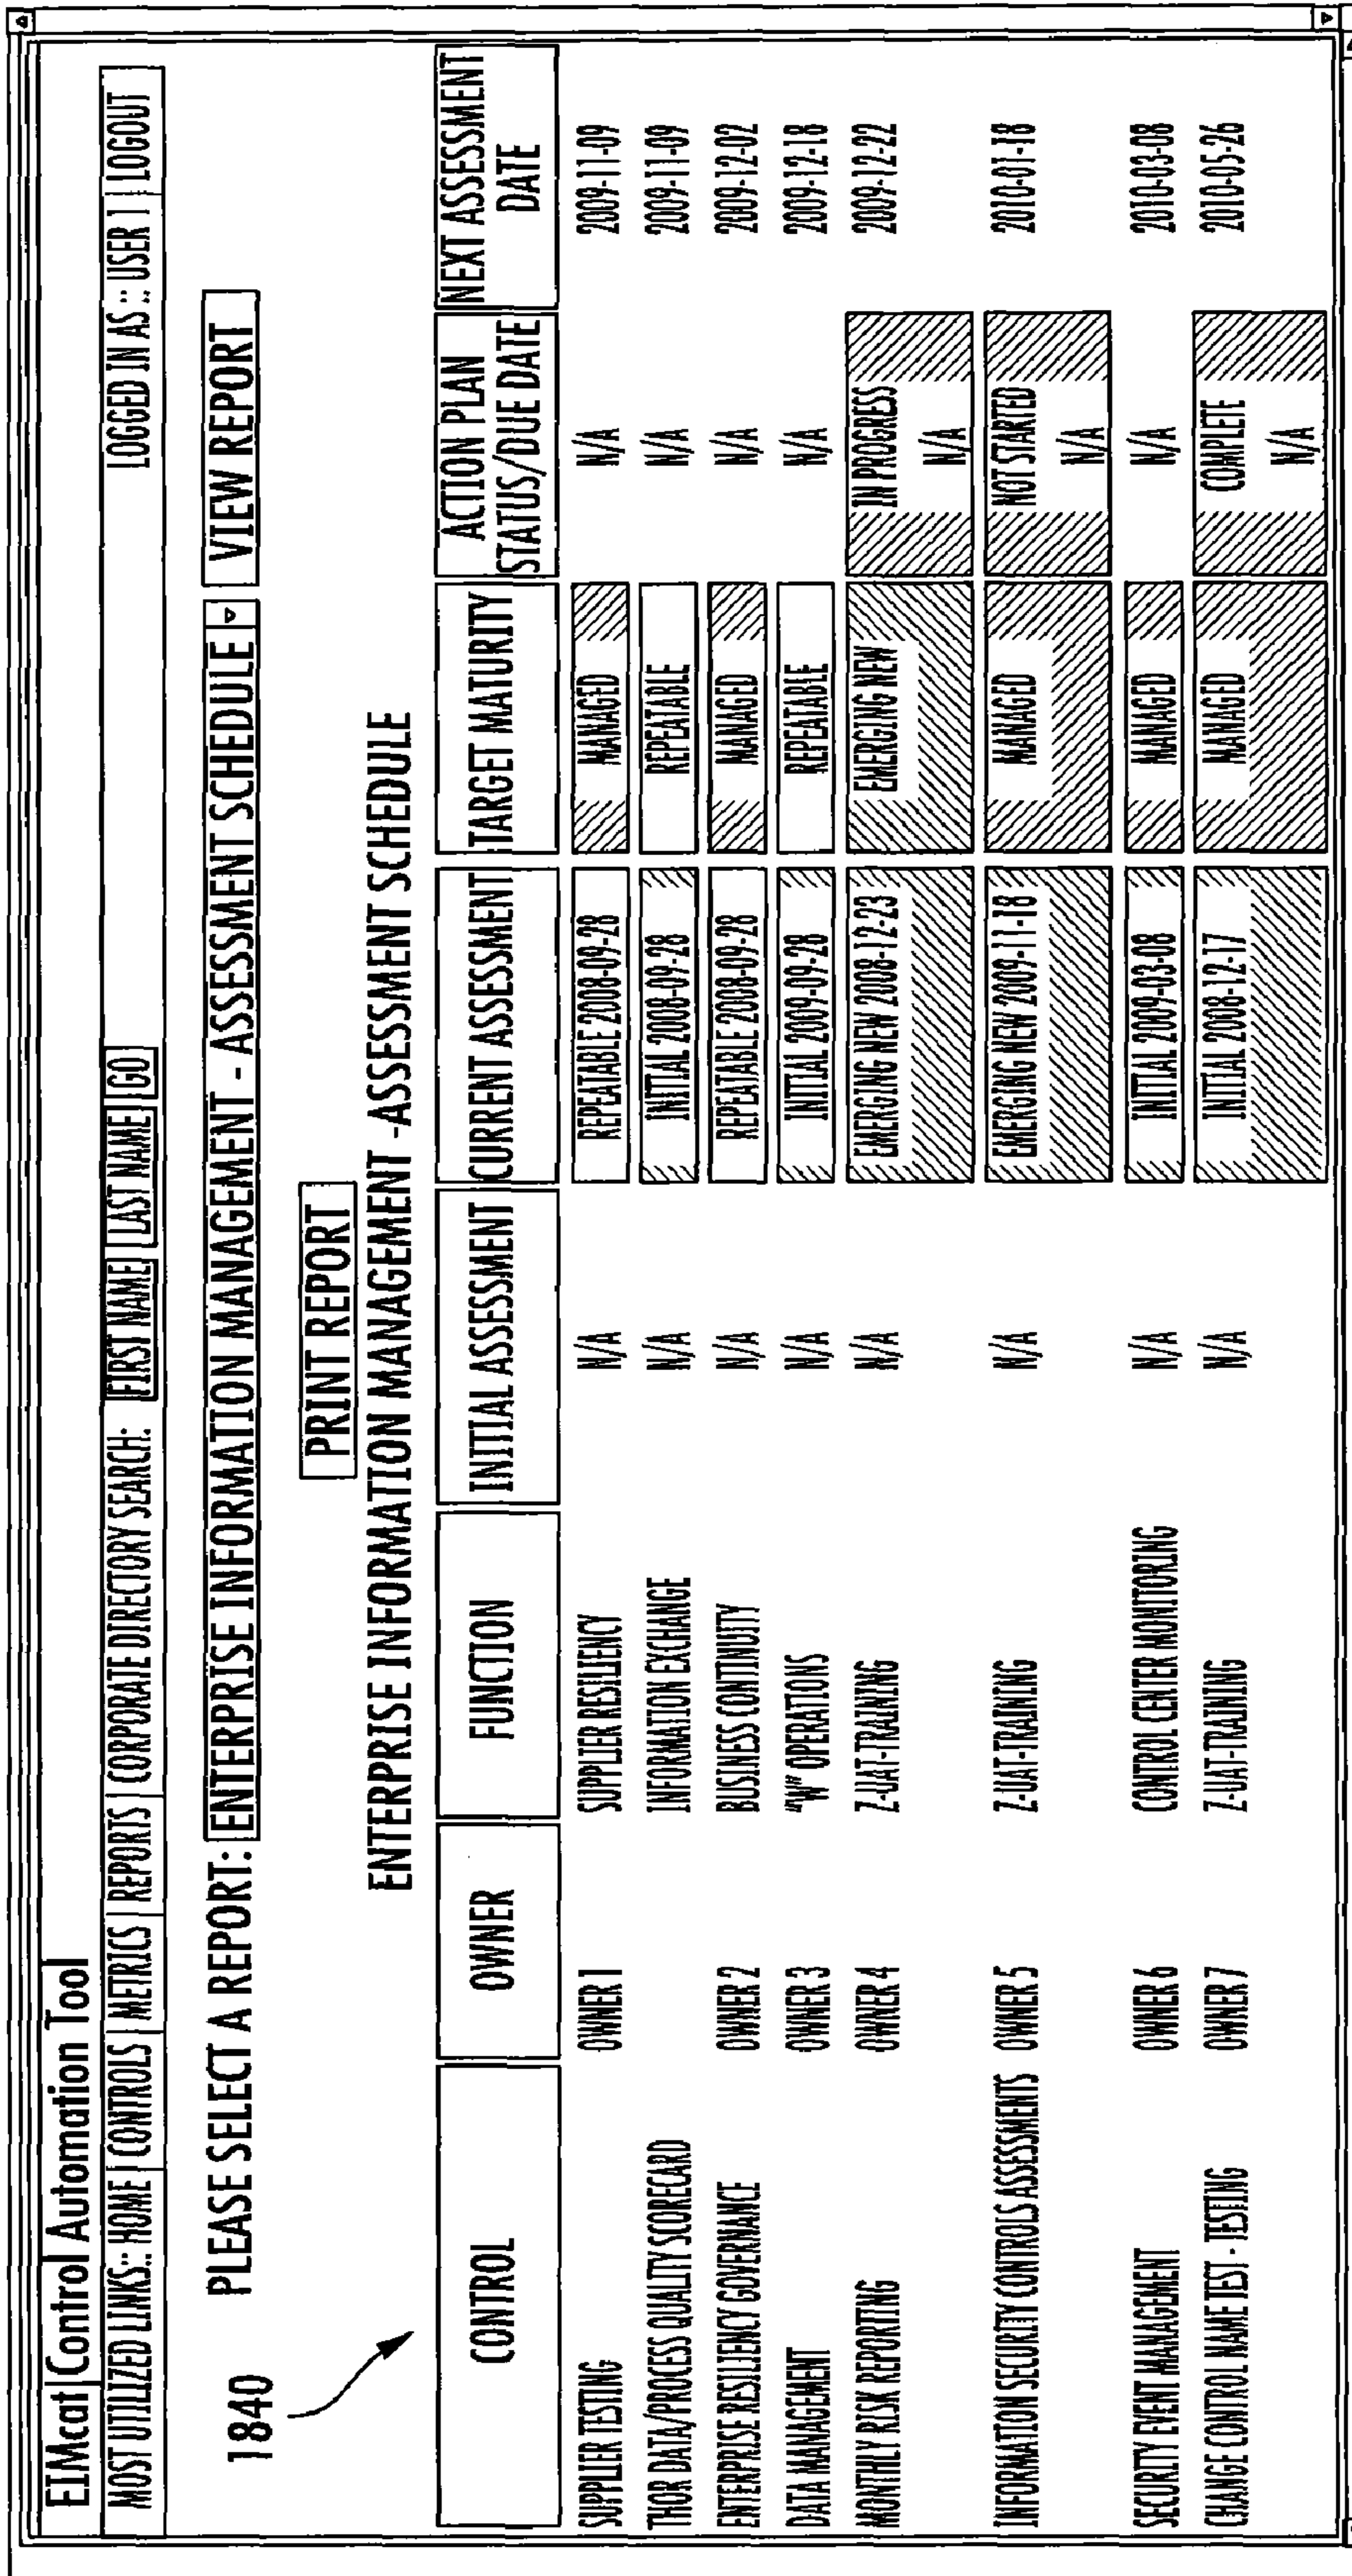 EIMcat Control Automation Tool
MOST UTILIZED LINKS:: HOME | CONTROLS | METRICS | REPORTS | CORPORATE DIRECTORY SEARCH: FIRST NAME LAST NAME GO LOGGED IN AS :: USER 1 | LOGOUT
PLEASE SELECT A REPORT: ENTERPRISE INFORMATION MANAGEMENT - ASSESSMENT SCHEDULE VIEW REPORT
1840
PRINT REPORT
ENTERPRISE INFORMATION MANAGEMENT -ASSESSMENT SCHEDULE
CONTROL OWNER FUNCTION INITIAL ASSESSMENT CURRENT ASSESSMENT TARGET MATURITY ACTION PLAN STATUS/DUE DATE NEXT ASSESSMENT DATE
SUPPLIER TESTING OWNER 1 SUPPLIER RESILIENCY N/A REPEATABLE 2008-09-28 MANAGED N/A 2009-11-09
THOR DATA/PROCESS QUALITY SCORECARD INFORMATION EXCHANGE N/A INITIAL 2008-09-28 REPEATABLE N/A 2009-11-09
ENTERPRISE RESILIENCY GOVERNANCE OWNER 2 BUSINESS CONTINUITY N/A REPEATABLE 2008-09-28 MANAGED N/A 2009-12-02
DATA MANAGEMENT OWNER 3 "W" OPERATIONS N/A INITIAL 2009-09-28 REPEATABLE N/A 2009-12-18
MONTHLY RISK REPORTING OWNER 4 Z-UAT-TRAINING N/A EMERGING NEW 2008-12-23 EMERGING NEW IN PROGRESS N/A 2009-12-22
INFORMATION SECURITY CONTROLS ASSESSMENTS OWNER 5 Z-UAT-TRAINING N/A EMERGING NEW 2009-11-18 MANAGED NOT STARTED N/A 2010-01-18
SECURITY EVENT MANAGEMENT OWNER 6 CONTROL CENTER MONITORING N/A INITIAL 2009-03-08 MANAGED N/A 2010-03-08
CHANGE CONTROL NAME TEST - TESTING OWNER 7 Z-UAT-TRAINING N/A INITIAL 2008-12-17 MANAGED COMPLETE N/A 2010-05-26